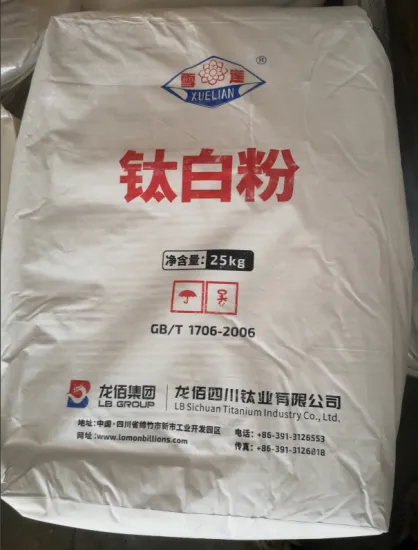 雪 莲 ®
XUELIAN
钛白粉
净含量: 25kg
GB/T 1706-2006
龙佰集团
LB GROUP
龙佰四川钛业有限公司
LB Sichuan Titanium Industry Co., Ltd.
地址: 中国·四川省绵竹市新市工业开发园区
网址: www.lomonbillions.com
电话: +86-391-3126553
传真: +86-391-3126818